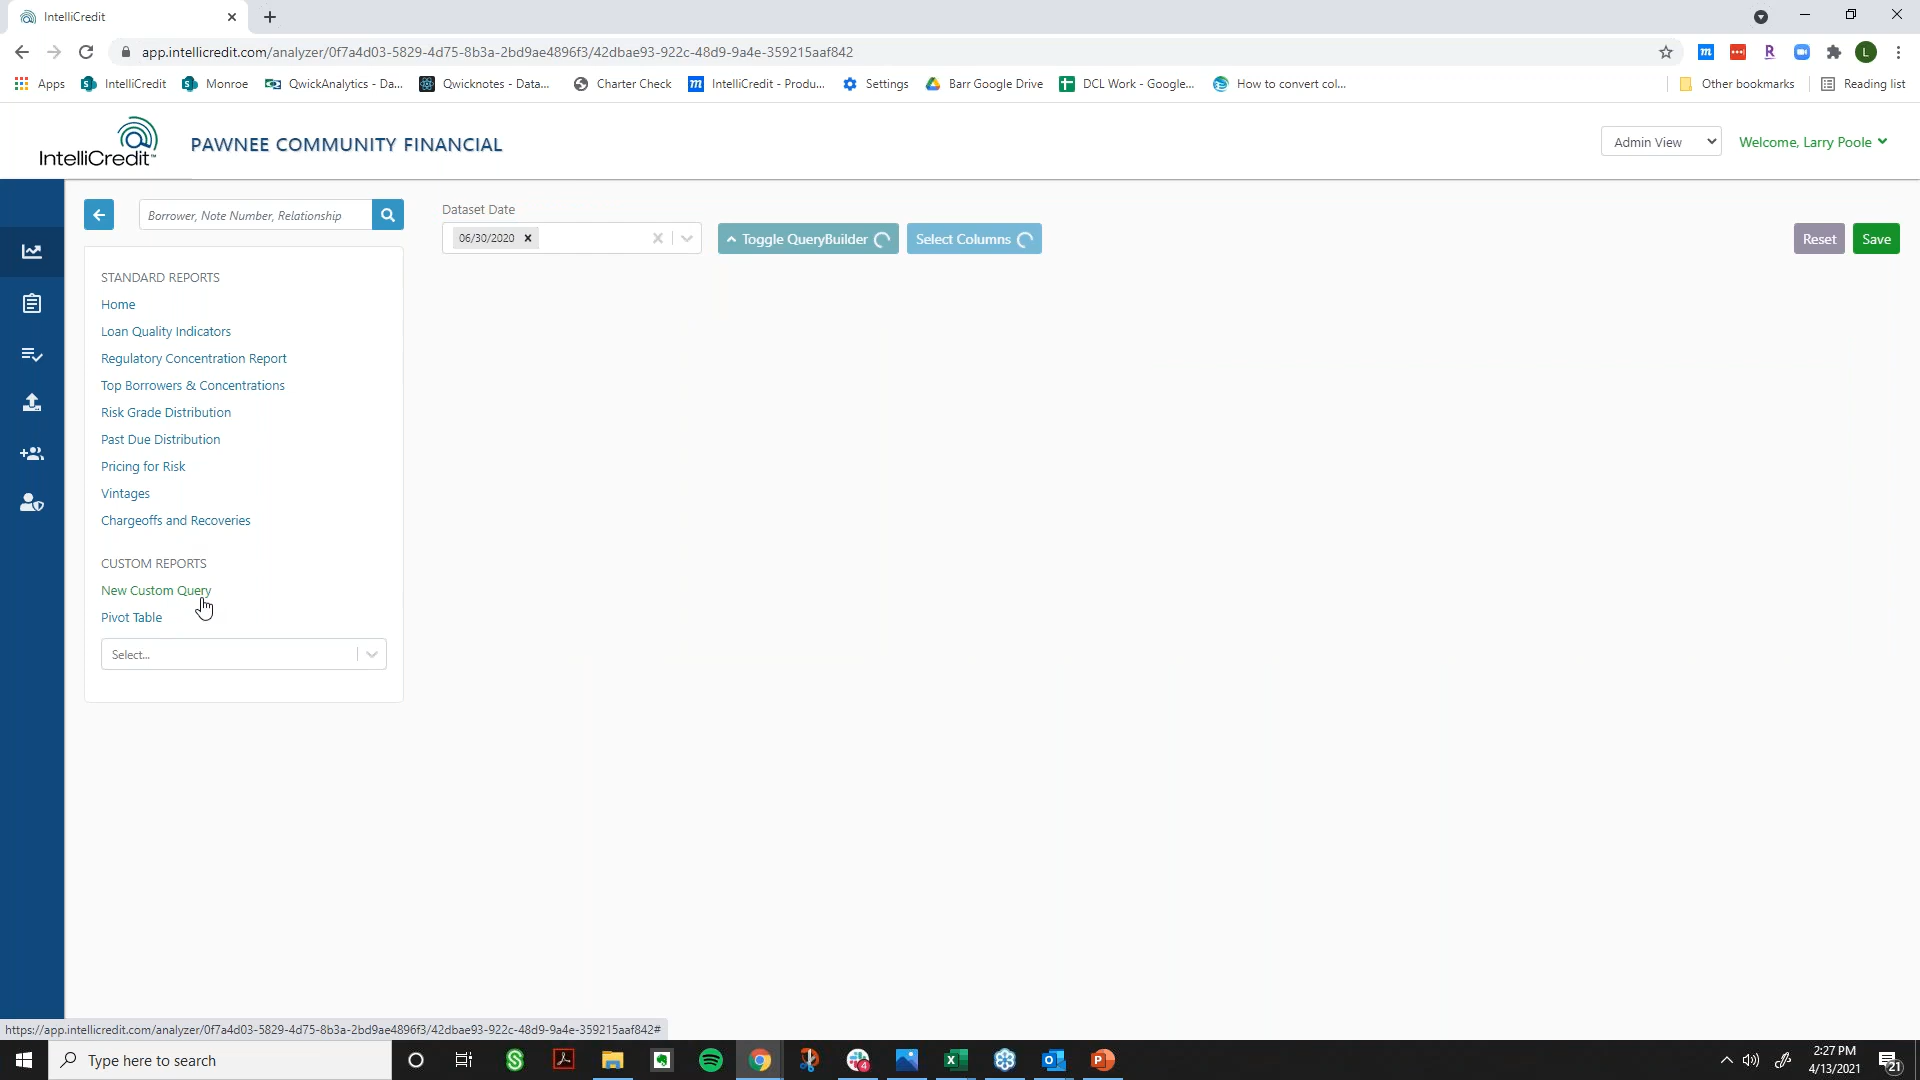 IntelliCredit
app.intellicredit.com/analyzer/0f7a4d03-5829-4d75-8b3a-2bd9ae4896f3/42dbae93-922c-48d9-9a4e-359215aaf842
L
Apps IntelliCredit Monroe QwickAnalytics - Da... Qwicknotes - Data... Charter Check IntelliCredit - Produ... Settings Barr Google Drive DCL Work - Google... How to convert col... Other bookmarks Reading list
IntelliCredit™ PAWNEE COMMUNITY FINANCIAL Admin View Welcome, Larry Poole
Borrower, Note Number, Relationship
Dataset Date
06/30/2020 Toggle QueryBuilder Select Columns Reset Save
STANDARD REPORTS
Home
Loan Quality Indicators
Regulatory Concentration Report
Top Borrowers & Concentrations
Risk Grade Distribution
Past Due Distribution
Pricing for Risk
Vintages
Chargeoffs and Recoveries
CUSTOM REPORTS
New Custom Query
Pivot Table
Select...
https://app.intellicredit.com/analyzer/0f7a4d03-5829-4d75-8b3a-2bd9ae4896f3/42dbae93-922c-48d9-9a4e-359215aaf842#
Type here to search
4
2:27 PM
4/13/2021
21